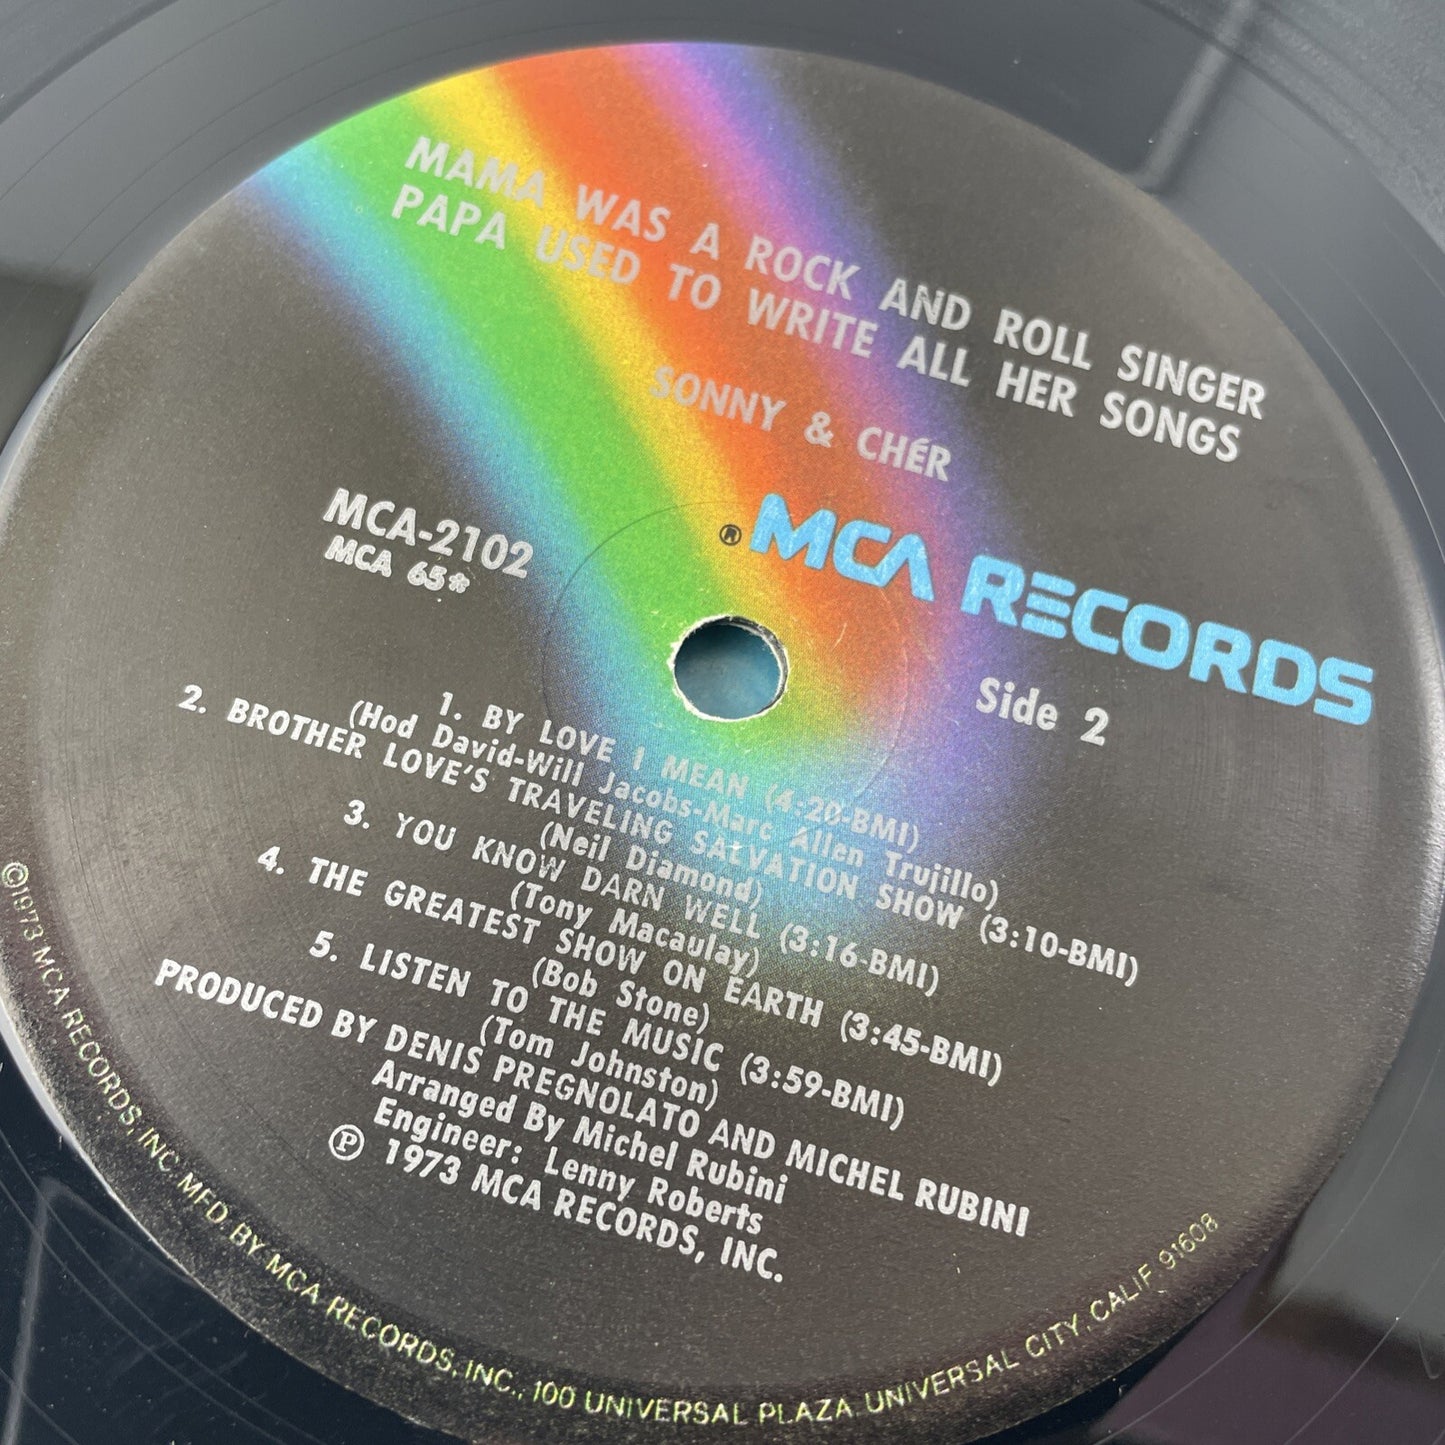 MAMA WAS A ROCK AND ROLL SINGER
PAPA USED TO WRITE ALL HER SONGS
SONNY & CHÉR
MCA-2102
MCA 65*
® MCA RECORDS
Side 2
1. BY LOVE I MEAN (4:20-BMI)
(Hod David-Will Jacobs-Marc Allen Trujillo)
2. BROTHER LOVE'S TRAVELING SALVATION SHOW (3:10-BMI)
(Neil Diamond)
3. YOU KNOW DARN WELL (3:16-BMI)
(Tony Macaulay)
4. THE GREATEST SHOW ON EARTH (3:45-BMI)
(Bob Stone)
5. LISTEN TO THE MUSIC (3:59-BMI)
(Tom Johnston)
PRODUCED BY DENIS PREGNOLATO AND MICHEL RUBINI
Arranged By Michel Rubini
Engineer: Lenny Roberts
℗ 1973 MCA RECORDS, INC.
©1973 MCA RECORDS, INC MFD. BY MCA RECORDS, INC., 100 UNIVERSAL PLAZA, UNIVERSAL CITY, CALIF. 91608